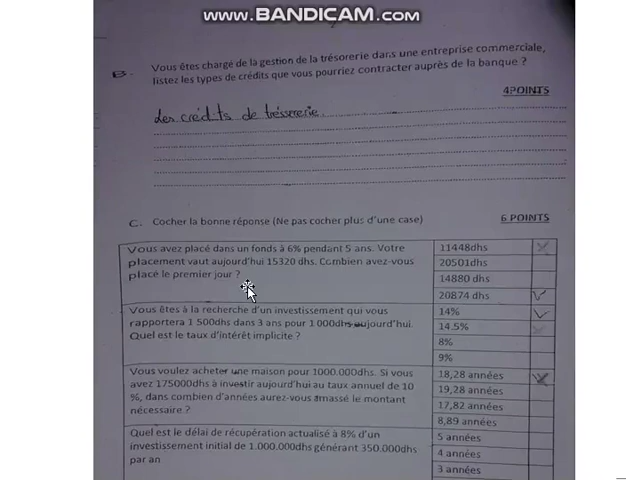 www.BANDICAM.com
B- Vous êtes chargé de la gestion de la trésorerie dans une entreprise commerciale,
listez les types de crédits que vous pourriez contracter auprès de la banque ?
4POINTS
Les crédits de trésorerie.
C. Cocher la bonne réponse (Ne pas cocher plus d'une case)
6 POINTS
Vous avez placé dans un fonds à 6% pendant 5 ans. Votre
placement vaut aujourd'hui 15320 dhs. Combien avez-vous
placé le premier jour ?
11448dhs
20501dhs
14880 dhs
20874 dhs
Vous êtes à la recherche d'un investissement qui vous
rapportera 1 500dhs dans 3 ans pour 1 000dhs aujourd'hui.
Quel est le taux d'intérêt implicite ?
14%
14.5%
8%
9%
Vous voulez acheter une maison pour 1000.000dhs. Si vous
avez 175000dhs à investir aujourd'hui au taux annuel de 10
%, dans combien d'années aurez-vous amassé le montant
nécessaire ?
18,28 années
19,28 années
17,82 années
8,89 années
Quel est le délai de récupération actualisé à 8% d'un
investissement initial de 1.000.000dhs générant 350.000dhs
par an
5 années
4 années
3 années